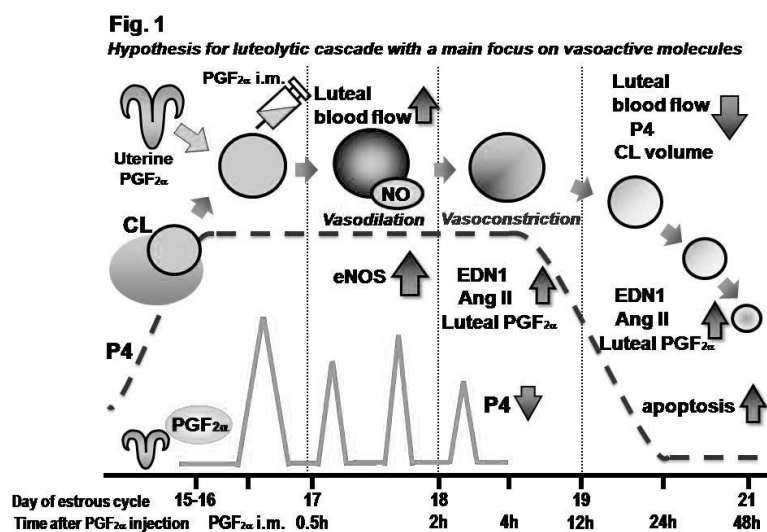 Fig. 1
Hypothesis for luteolytic cascade with a main focus on vasoactive molecules
PGF2α i.m.
Luteal
blood flow
Luteal
blood flow
P4
CL volume
Uterine
PGF2α
NO
CL
Vasodilation
Vasoconstriction
eNOS
EDN1
Ang II
Luteal PGF2α
EDN1
Ang II
Luteal PGF2α
P4
PGF2α
P4
apoptosis
Day of estrous cycle 15-16 17 18 19 21
Time after PGF2α injection PGF2α i.m. 0.5h 2h 4h 12h 24h 48h